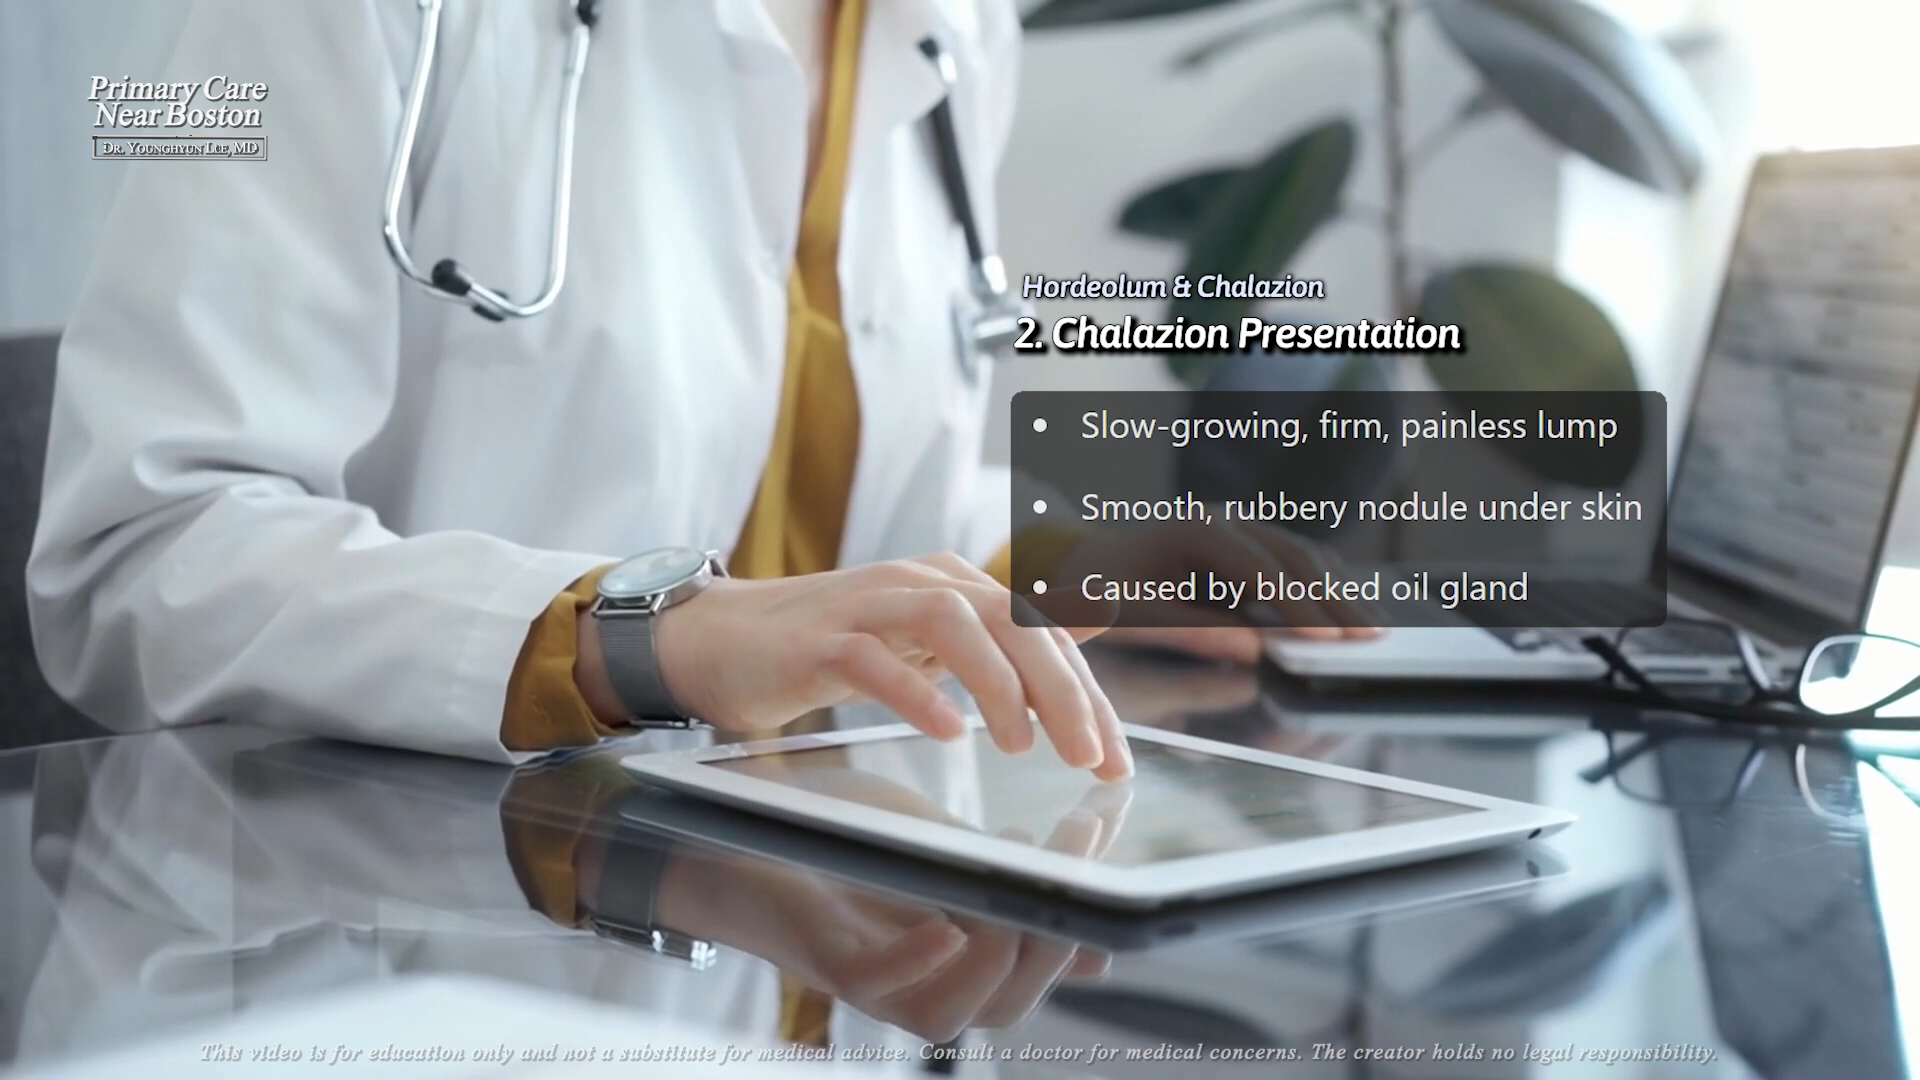 Primary Care
Near Boston
DR. YOUNGHYUN LEE, MD
Hordeolum & Chalazion
2. Chalazion Presentation
• Slow-growing, firm, painless lump
• Smooth, rubbery nodule under skin
• Caused by blocked oil gland
This video is for education only and not a substitute for medical advice. Consult a doctor for medical concerns. The creator holds no legal responsibility.